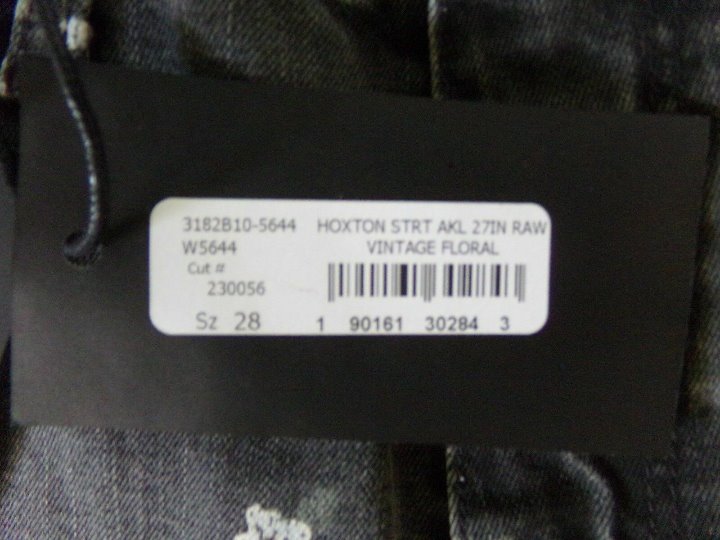 3182B10-5644 HOXTON STRT AKL 27IN RAW
W5644 VINTAGE FLORAL
Cut #
230056
Sz 28 1 90161 30284 3